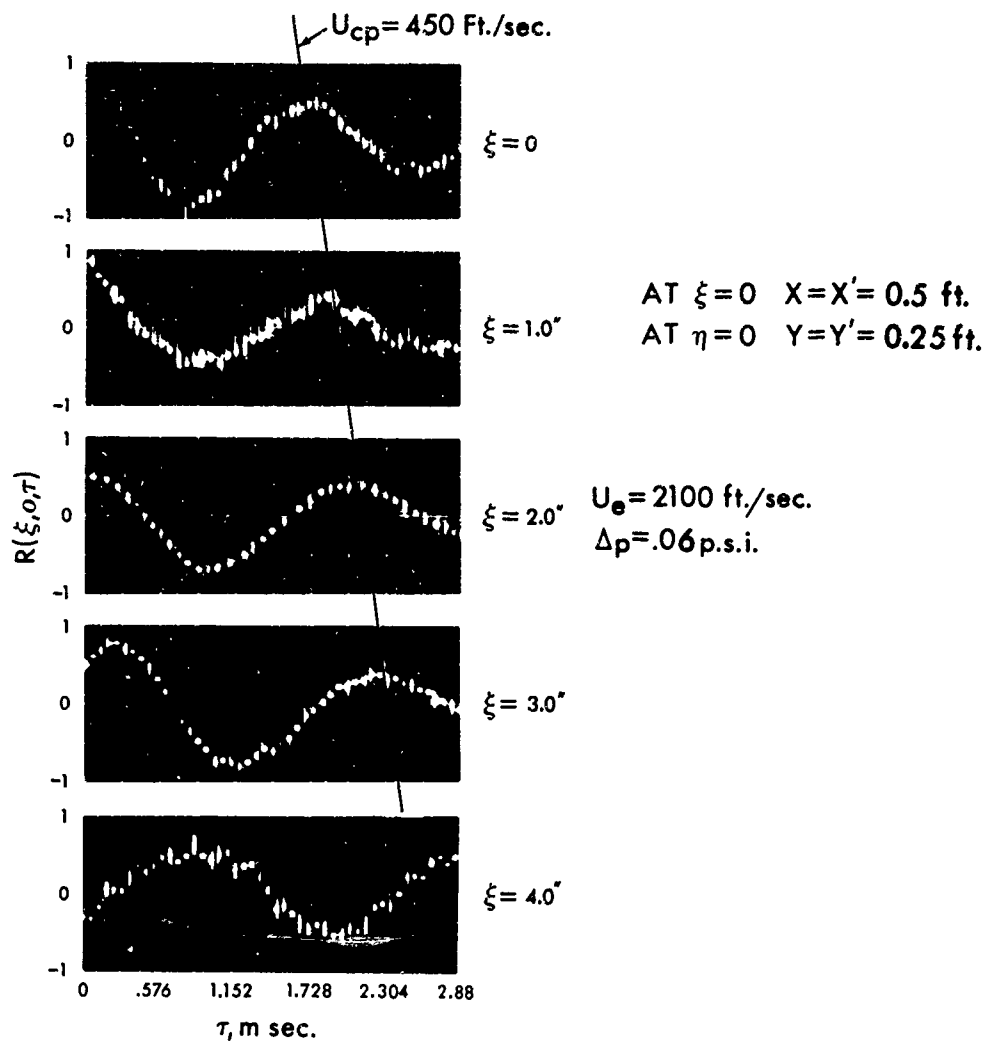 U_cp = 450 Ft./sec.
1
0
-1
ξ = 0
1
0
-1
ξ = 1.0"
AT ξ = 0 X = X' = 0.5 ft.
AT η = 0 Y = Y' = 0.25 ft.
1
0
-1
ξ = 2.0"
R(ξ,o,τ)
U_e = 2100 ft./sec.
Δp = .06 p.s.i.
1
0
-1
ξ = 3.0"
1
0
-1
ξ = 4.0"
0 .576 1.152 1.728 2.304 2.88
τ, m sec.